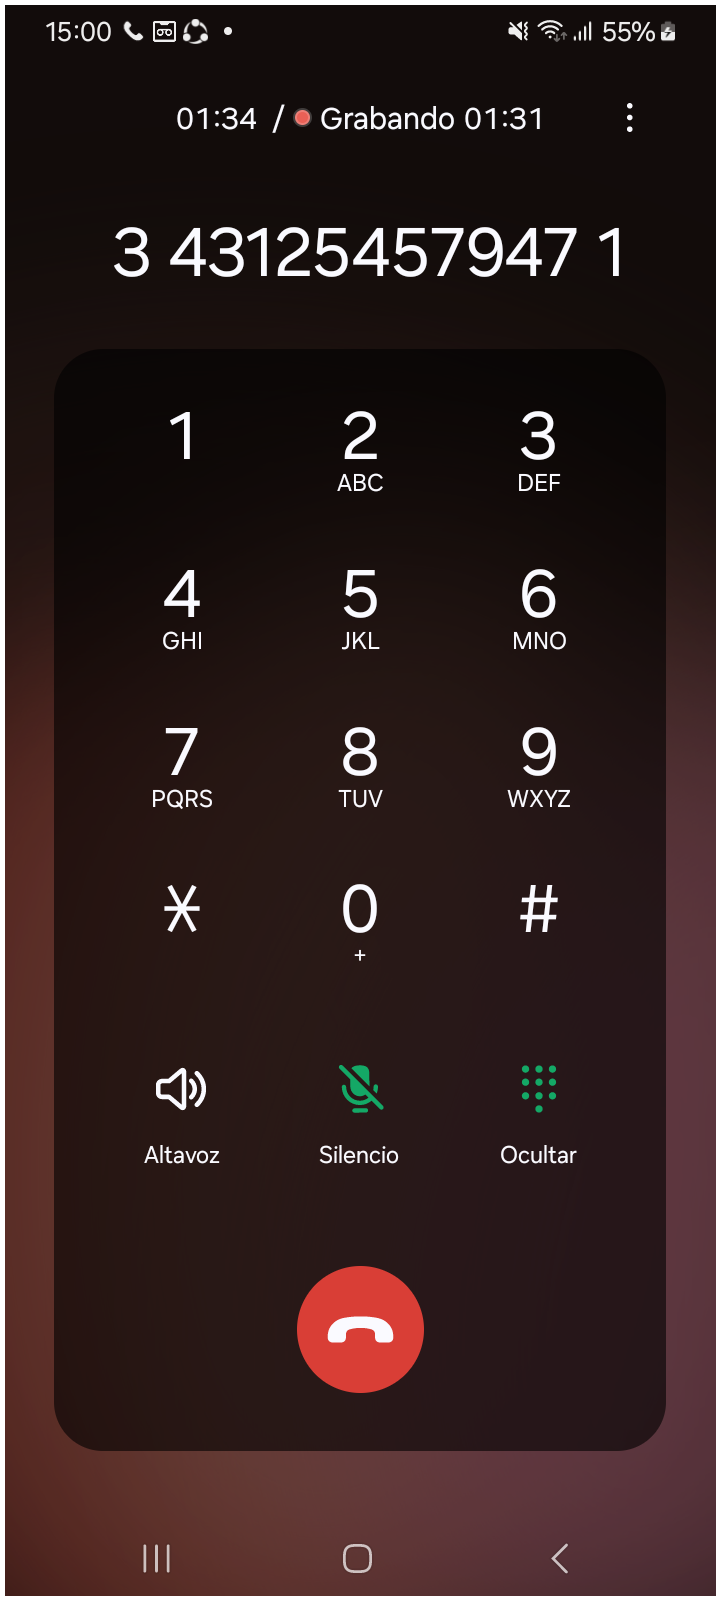 15:00 55%
01:34 / Grabando 01:31
3 43125457947 1
1 2 3
ABC DEF
4 5 6
GHI JKL MNO
7 8 9
PQRS TUV WXYZ
* 0 #
+
Altavoz Silencio Ocultar